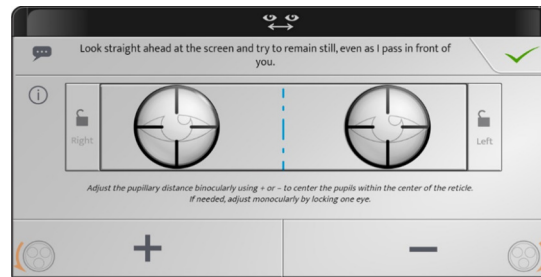 Look straight ahead at the screen and try to remain still, even as I pass in front of
you.
Right
Left
Adjust the pupillary distance binocularly using + or – to center the pupils within the center of the reticle.
If needed, adjust monocularly by locking one eye.